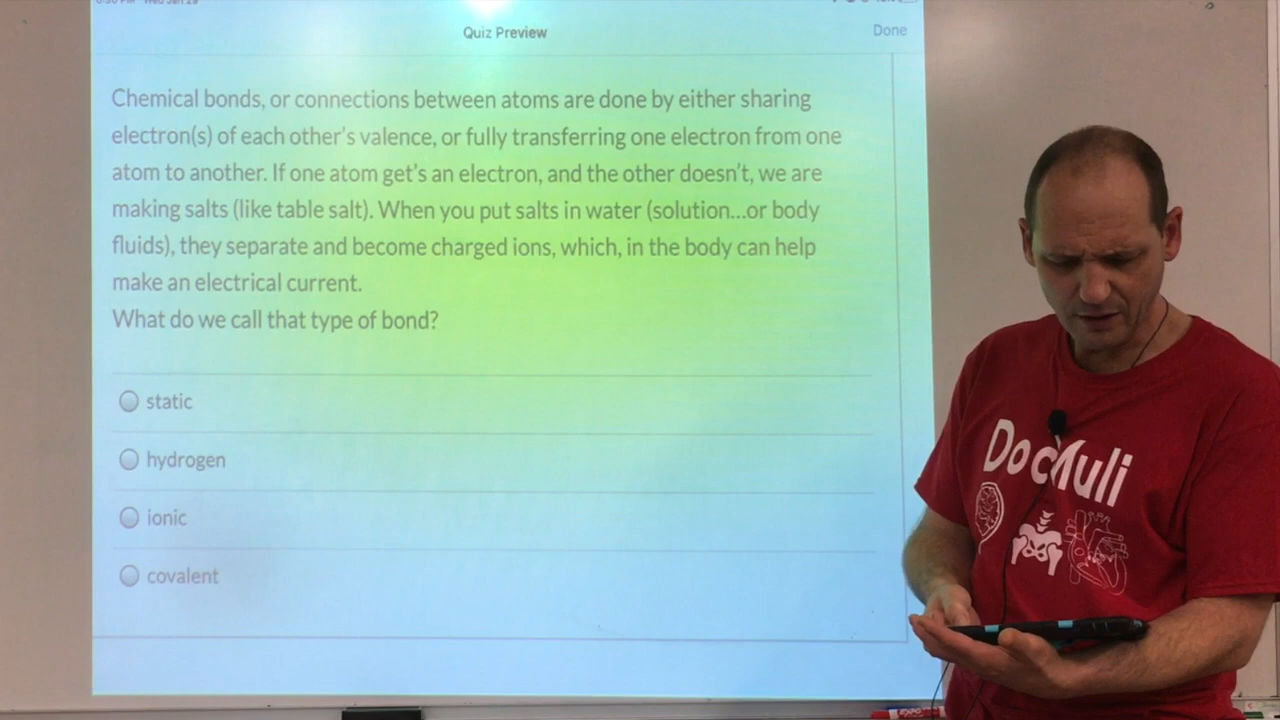 Wed Jan 29
Quiz Preview
Done
Chemical bonds, or connections between atoms are done by either sharing
electron(s) of each other's valence, or fully transferring one electron from one
atom to another. If one atom get's an electron, and the other doesn't, we are
making salts (like table salt). When you put salts in water (solution...or body
fluids), they separate and become charged ions, which, in the body can help
make an electrical current.
What do we call that type of bond?
static
hydrogen
ionic
covalent
DocMuli